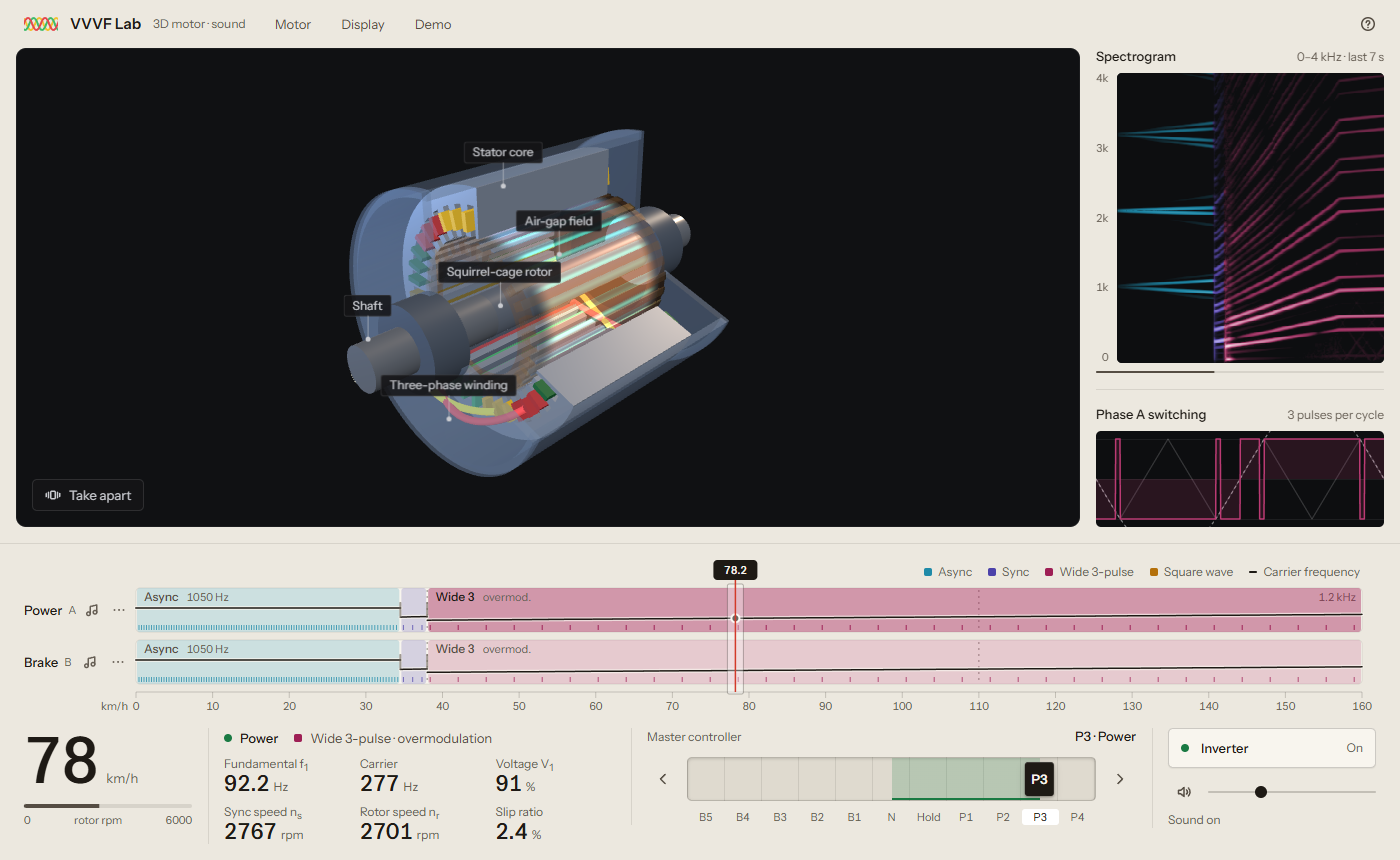 VVVF Lab 3D motor · sound Motor Display Demo
Stator core
Air-gap field
Squirrel-cage rotor
Shaft
Three-phase winding
Take apart
Spectrogram 0–4 kHz · last 7 s
4k
3k
2k
1k
0
Phase A switching 3 pulses per cycle
78.2
Async Sync Wide 3-pulse Square wave Carrier frequency
Power A
Async 1050 Hz Wide 3 overmod. 1.2 kHz
Brake B
Async 1050 Hz Wide 3 overmod.
km/h 0 10 20 30 40 50 60 70 80 90 100 110 120 130 140 150 160
78 km/h
0 rotor rpm 6000
Power Wide 3-pulse · overmodulation
Fundamental f1 Carrier Voltage V1
92.2 Hz 277 Hz 91 %
Sync speed ns Rotor speed nr Slip ratio
2767 rpm 2701 rpm 2.4 %
Master controller P3 · Power
P3
B5 B4 B3 B2 B1 N Hold P1 P2 P3 P4
Inverter On
Sound on